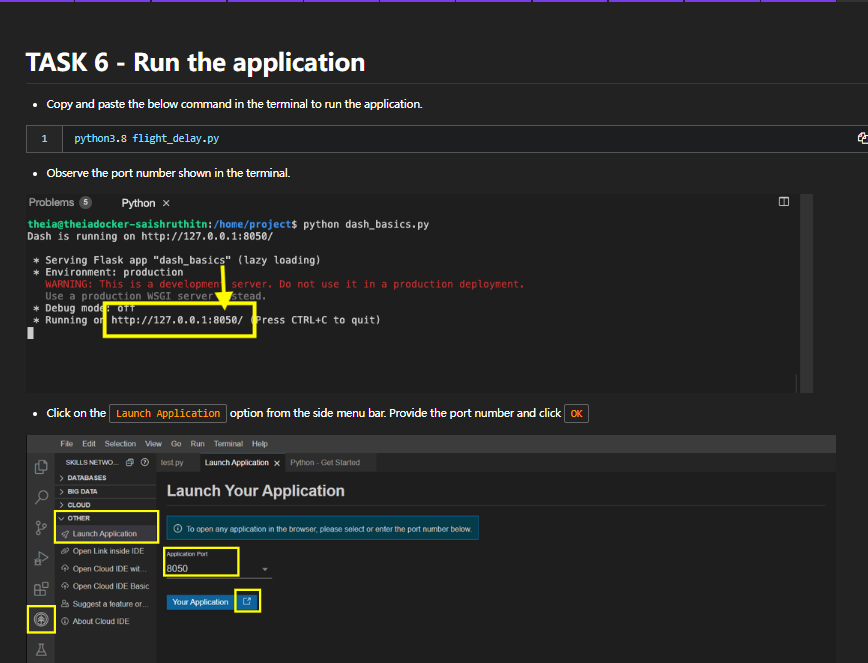 TASK 6 - Run the application
Copy and paste the below command in the terminal to run the application.
1 python3.8 flight_delay.py
Observe the port number shown in the terminal.
Problems 5 Python ×
theia@theiadocker-saishruthitn:/home/project$ python dash_basics.py
Dash is running on http://127.0.0.1:8050/
* Serving Flask app "dash_basics" (lazy loading)
* Environment: production
WARNING: This is a development server. Do not use it in a production deployment.
Use a production WSGI server instead.
* Debug mode: off
* Running on http://127.0.0.1:8050/ (Press CTRL+C to quit)
Click on the Launch Application option from the side menu bar. Provide the port number and click OK
File Edit Selection View Go Run Terminal Help
SKILLS NETWO... test.py Launch Application × Python - Get Started
DATABASES
BIG DATA
CLOUD
OTHER
Launch Application
Open Link inside IDE
Open Cloud IDE wit...
Open Cloud IDE Basic
Suggest a feature or...
About Cloud IDE
Launch Your Application
To open any application in the browser, please select or enter the port number below.
Application Port
8050
Your Application